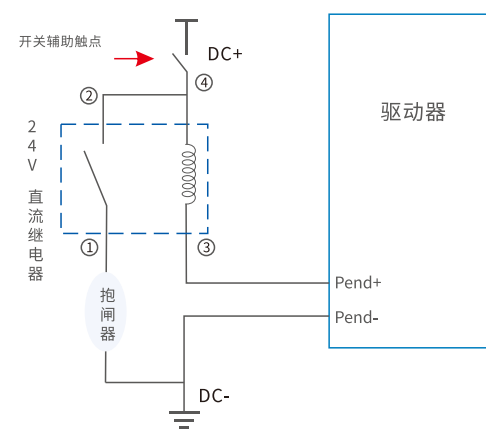 开关辅助触点
DC+
④
②
驱动器
24V直流继电器
①
③
Pend+
抱闸器
Pend-
DC-